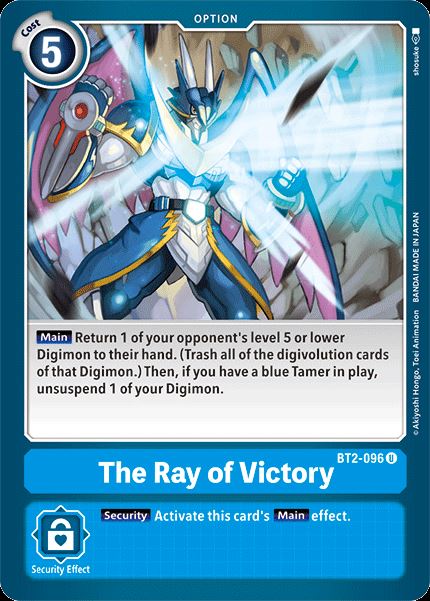 OPTION
Cost
5
shosuke
Main Return 1 of your opponent's level 5 or lower
Digimon to their hand. (Trash all of the digivolution cards
of that Digimon.) Then, if you have a blue Tamer in play,
unsuspend 1 of your Digimon.
©Akiyoshi Hongo, Toei Animation BANDAI MADE IN JAPAN
BT2-096 U
The Ray of Victory
Security Activate this card's Main effect.
Security Effect